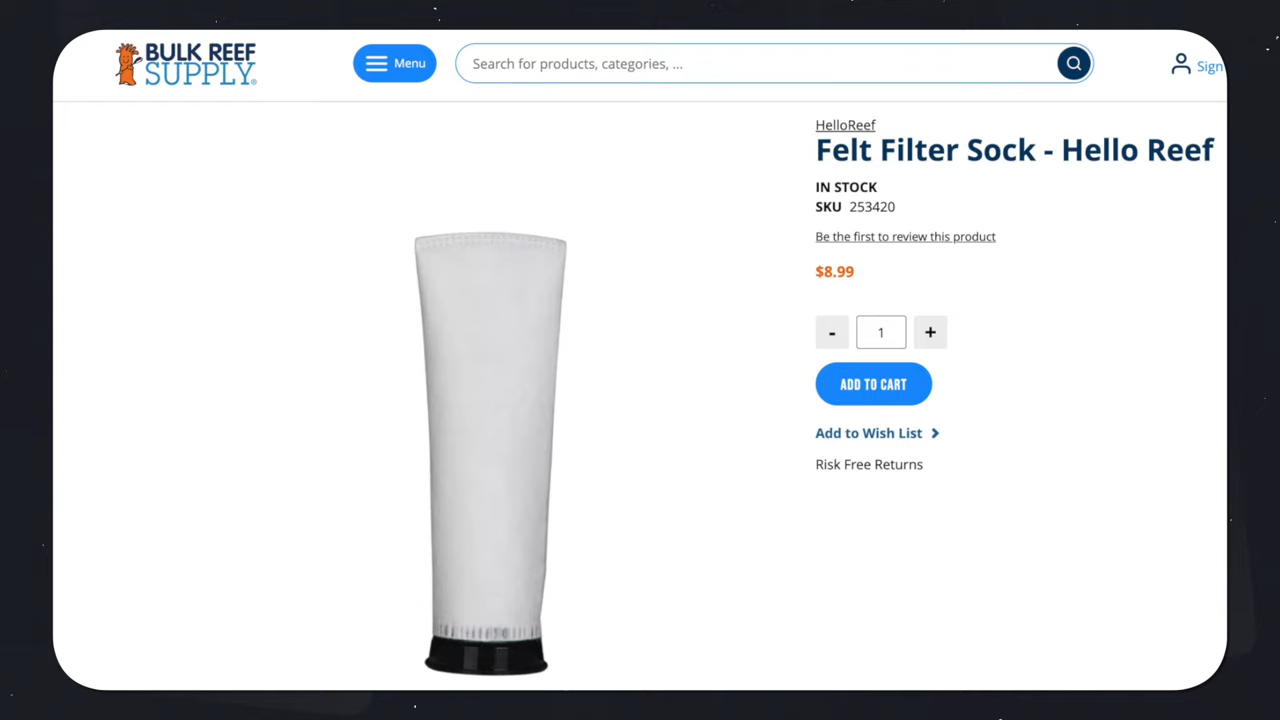 BULK REEF
SUPPLY®
Menu
Search for products, categories, ...
Sign
HelloReef
Felt Filter Sock - Hello Reef
IN STOCK
SKU 253420
Be the first to review this product
$8.99
- 1 +
ADD TO CART
Add to Wish List
Risk Free Returns